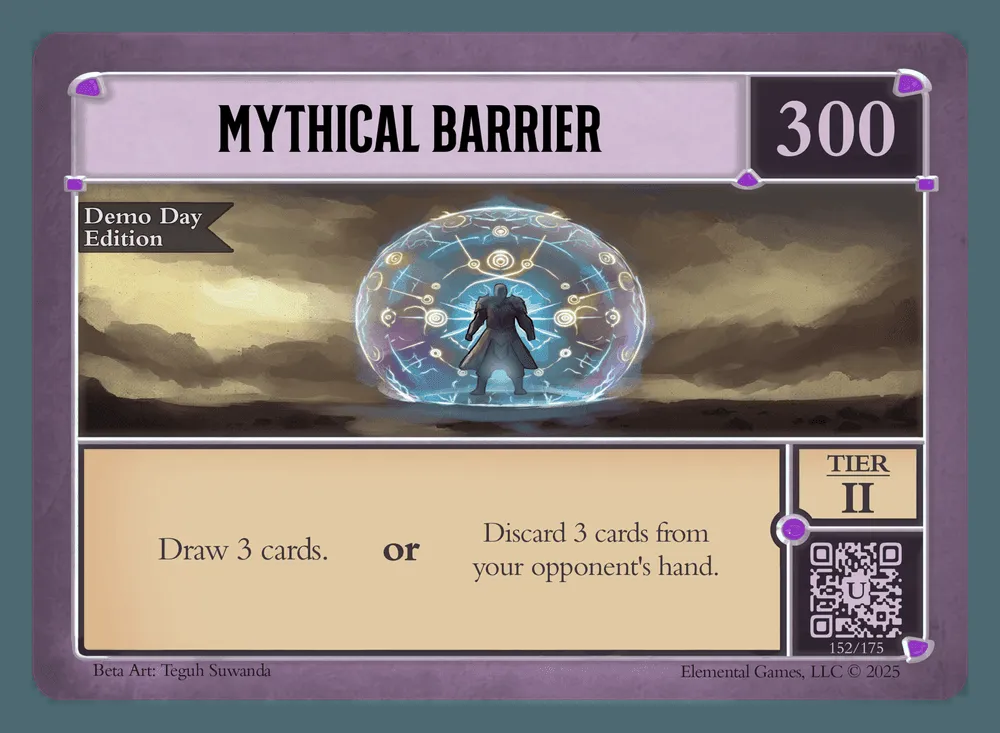 MYTHICAL BARRIER
300
Demo Day
Edition
Draw 3 cards.
or
Discard 3 cards from
your opponent's hand.
TIER
II
U
152/175
Beta Art: Teguh Suwanda
Elemental Games, LLC © 2025